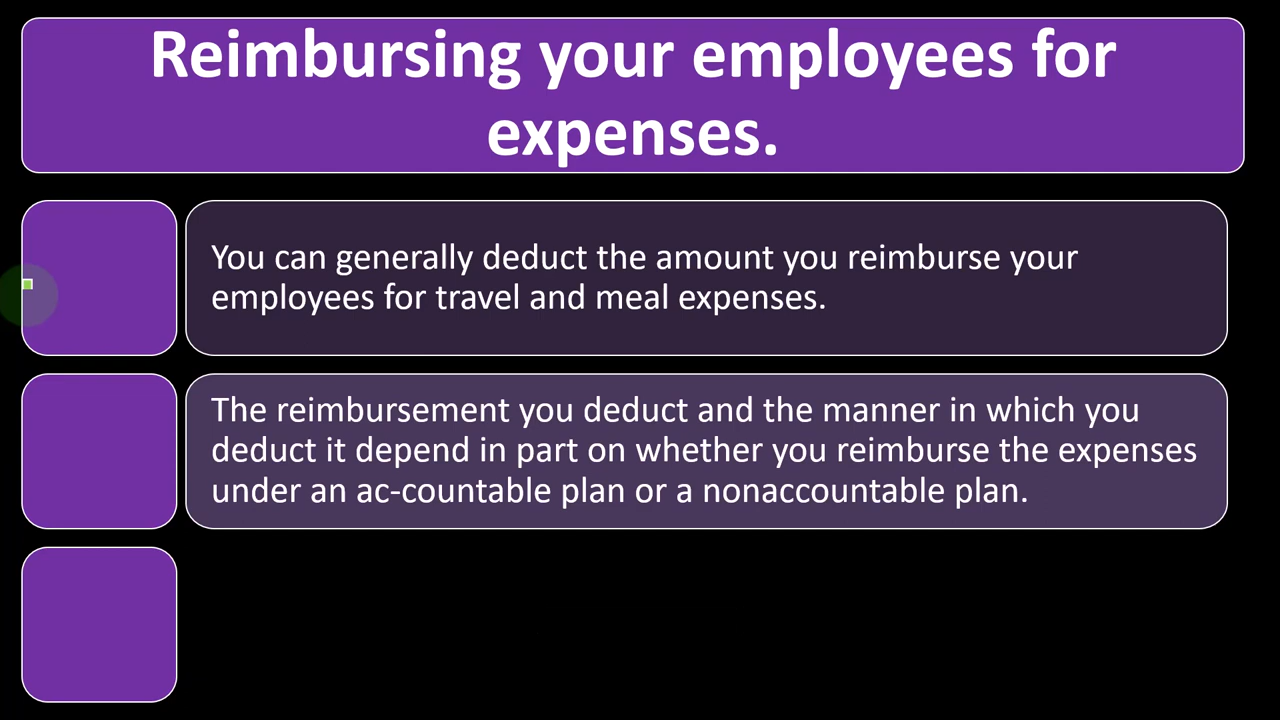 Reimbursing your employees for
expenses.
You can generally deduct the amount you reimburse your
employees for travel and meal expenses.
The reimbursement you deduct and the manner in which you
deduct it depend in part on whether you reimburse the expenses
under an ac-countable plan or a nonaccountable plan.